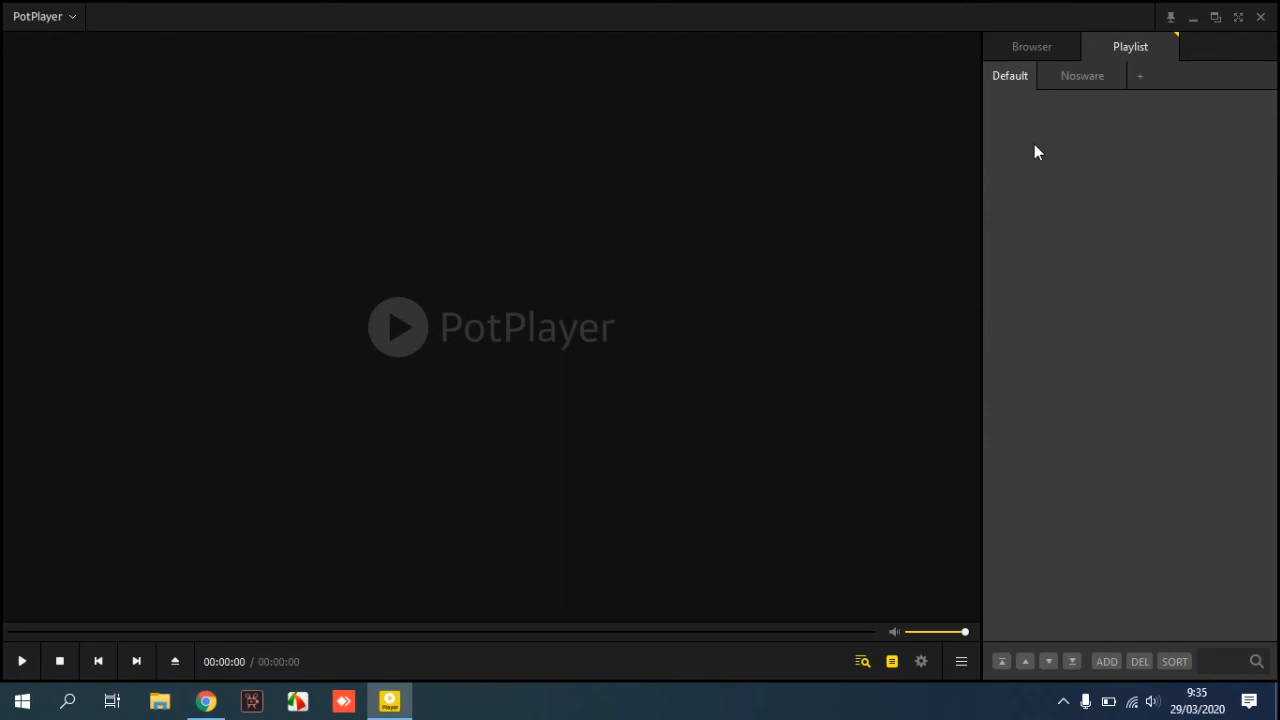 PotPlayer
Browser
Playlist
Default
Nosware
+
PotPlayer
00:00:00 / 00:00:00
ADD
DEL
SORT
Player
9:35
29/03/2020